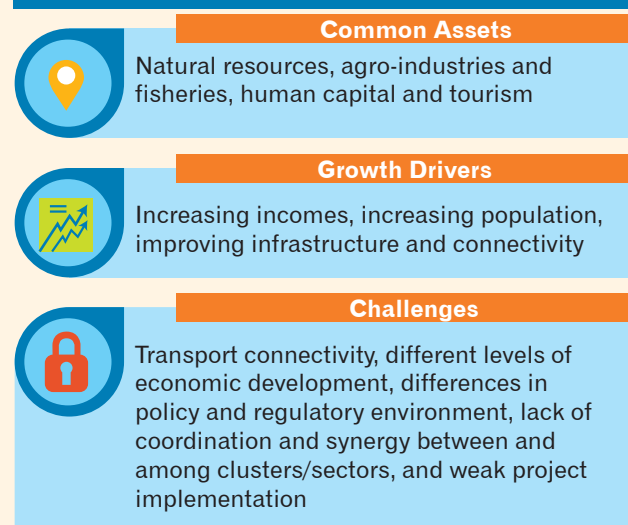 Common Assets
Natural resources, agro-industries and
fisheries, human capital and tourism
Growth Drivers
Increasing incomes, increasing population,
improving infrastructure and connectivity
Challenges
Transport connectivity, different levels of
economic development, differences in
policy and regulatory environment, lack of
coordination and synergy between and
among clusters/sectors, and weak project
implementation